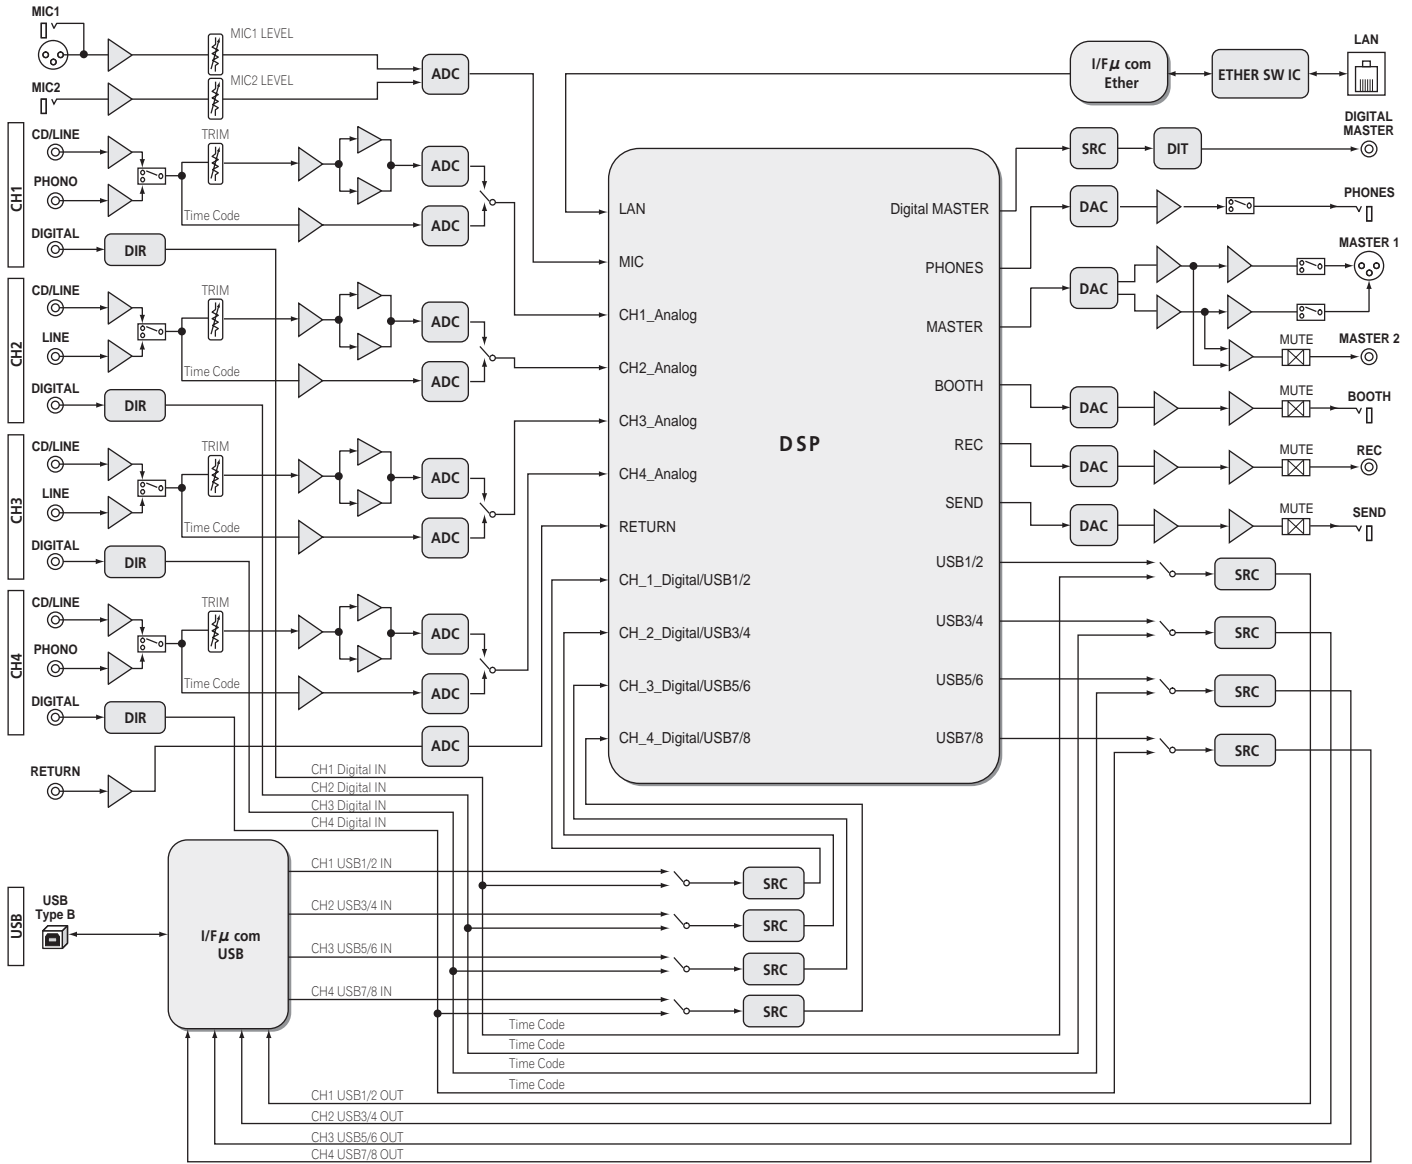 MIC1
MIC1 LEVEL
MIC2
MIC2 LEVEL
ADC
CH1
CD/LINE
PHONO
DIGITAL
TRIM
Time Code
ADC
ADC
DIR
CH2
CD/LINE
LINE
DIGITAL
TRIM
Time Code
ADC
ADC
DIR
CH3
CD/LINE
LINE
DIGITAL
TRIM
Time Code
ADC
ADC
DIR
CH4
CD/LINE
PHONO
DIGITAL
TRIM
Time Code
ADC
ADC
DIR
RETURN
ADC
CH1 Digital IN
CH2 Digital IN
CH3 Digital IN
CH4 Digital IN
DSP
LAN
MIC
CH1_Analog
CH2_Analog
CH3_Analog
CH4_Analog
RETURN
CH_1_Digital/USB1/2
CH_2_Digital/USB3/4
CH_3_Digital/USB5/6
CH_4_Digital/USB7/8
Digital MASTER
PHONES
MASTER
BOOTH
REC
SEND
USB1/2
USB3/4
USB5/6
USB7/8
I/Fμ com
Ether
ETHER SW IC
LAN
SRC
DIT
DIGITAL
MASTER
DAC
PHONES
DAC
MASTER 1
MUTE
MASTER 2
DAC
MUTE
BOOTH
DAC
MUTE
REC
DAC
MUTE
SEND
SRC
SRC
SRC
SRC
USB
USB
Type B
I/Fμ com
USB
CH1 USB1/2 IN
CH2 USB3/4 IN
CH3 USB5/6 IN
CH4 USB7/8 IN
SRC
SRC
SRC
SRC
Time Code
Time Code
Time Code
Time Code
CH1 USB1/2 OUT
CH2 USB3/4 OUT
CH3 USB5/6 OUT
CH4 USB7/8 OUT